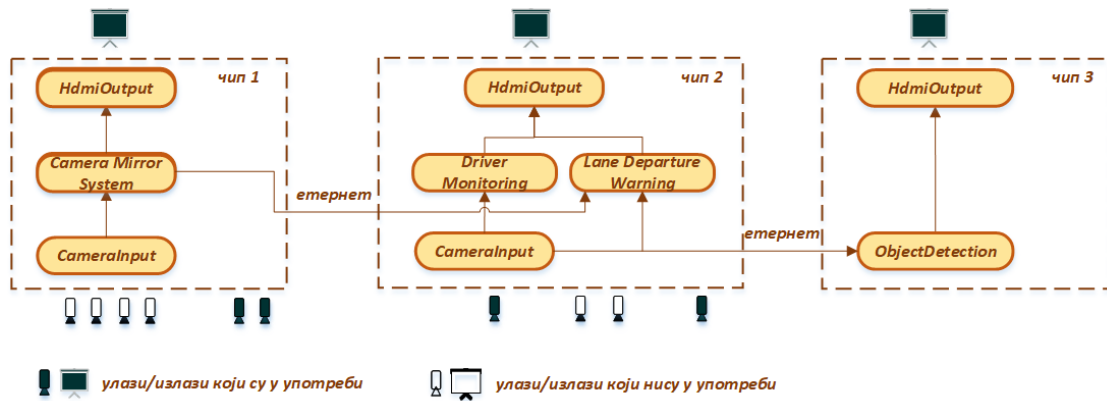 чип 1
HdmiOutput
Camera Mirror
System
CameraInput
етернет
чип 2
HdmiOutput
Driver
Monitoring
Lane Departure
Warning
CameraInput
етернет
чип 3
HdmiOutput
ObjectDetection
улази/излази који су у употреби
улази/излази који нису у употреби